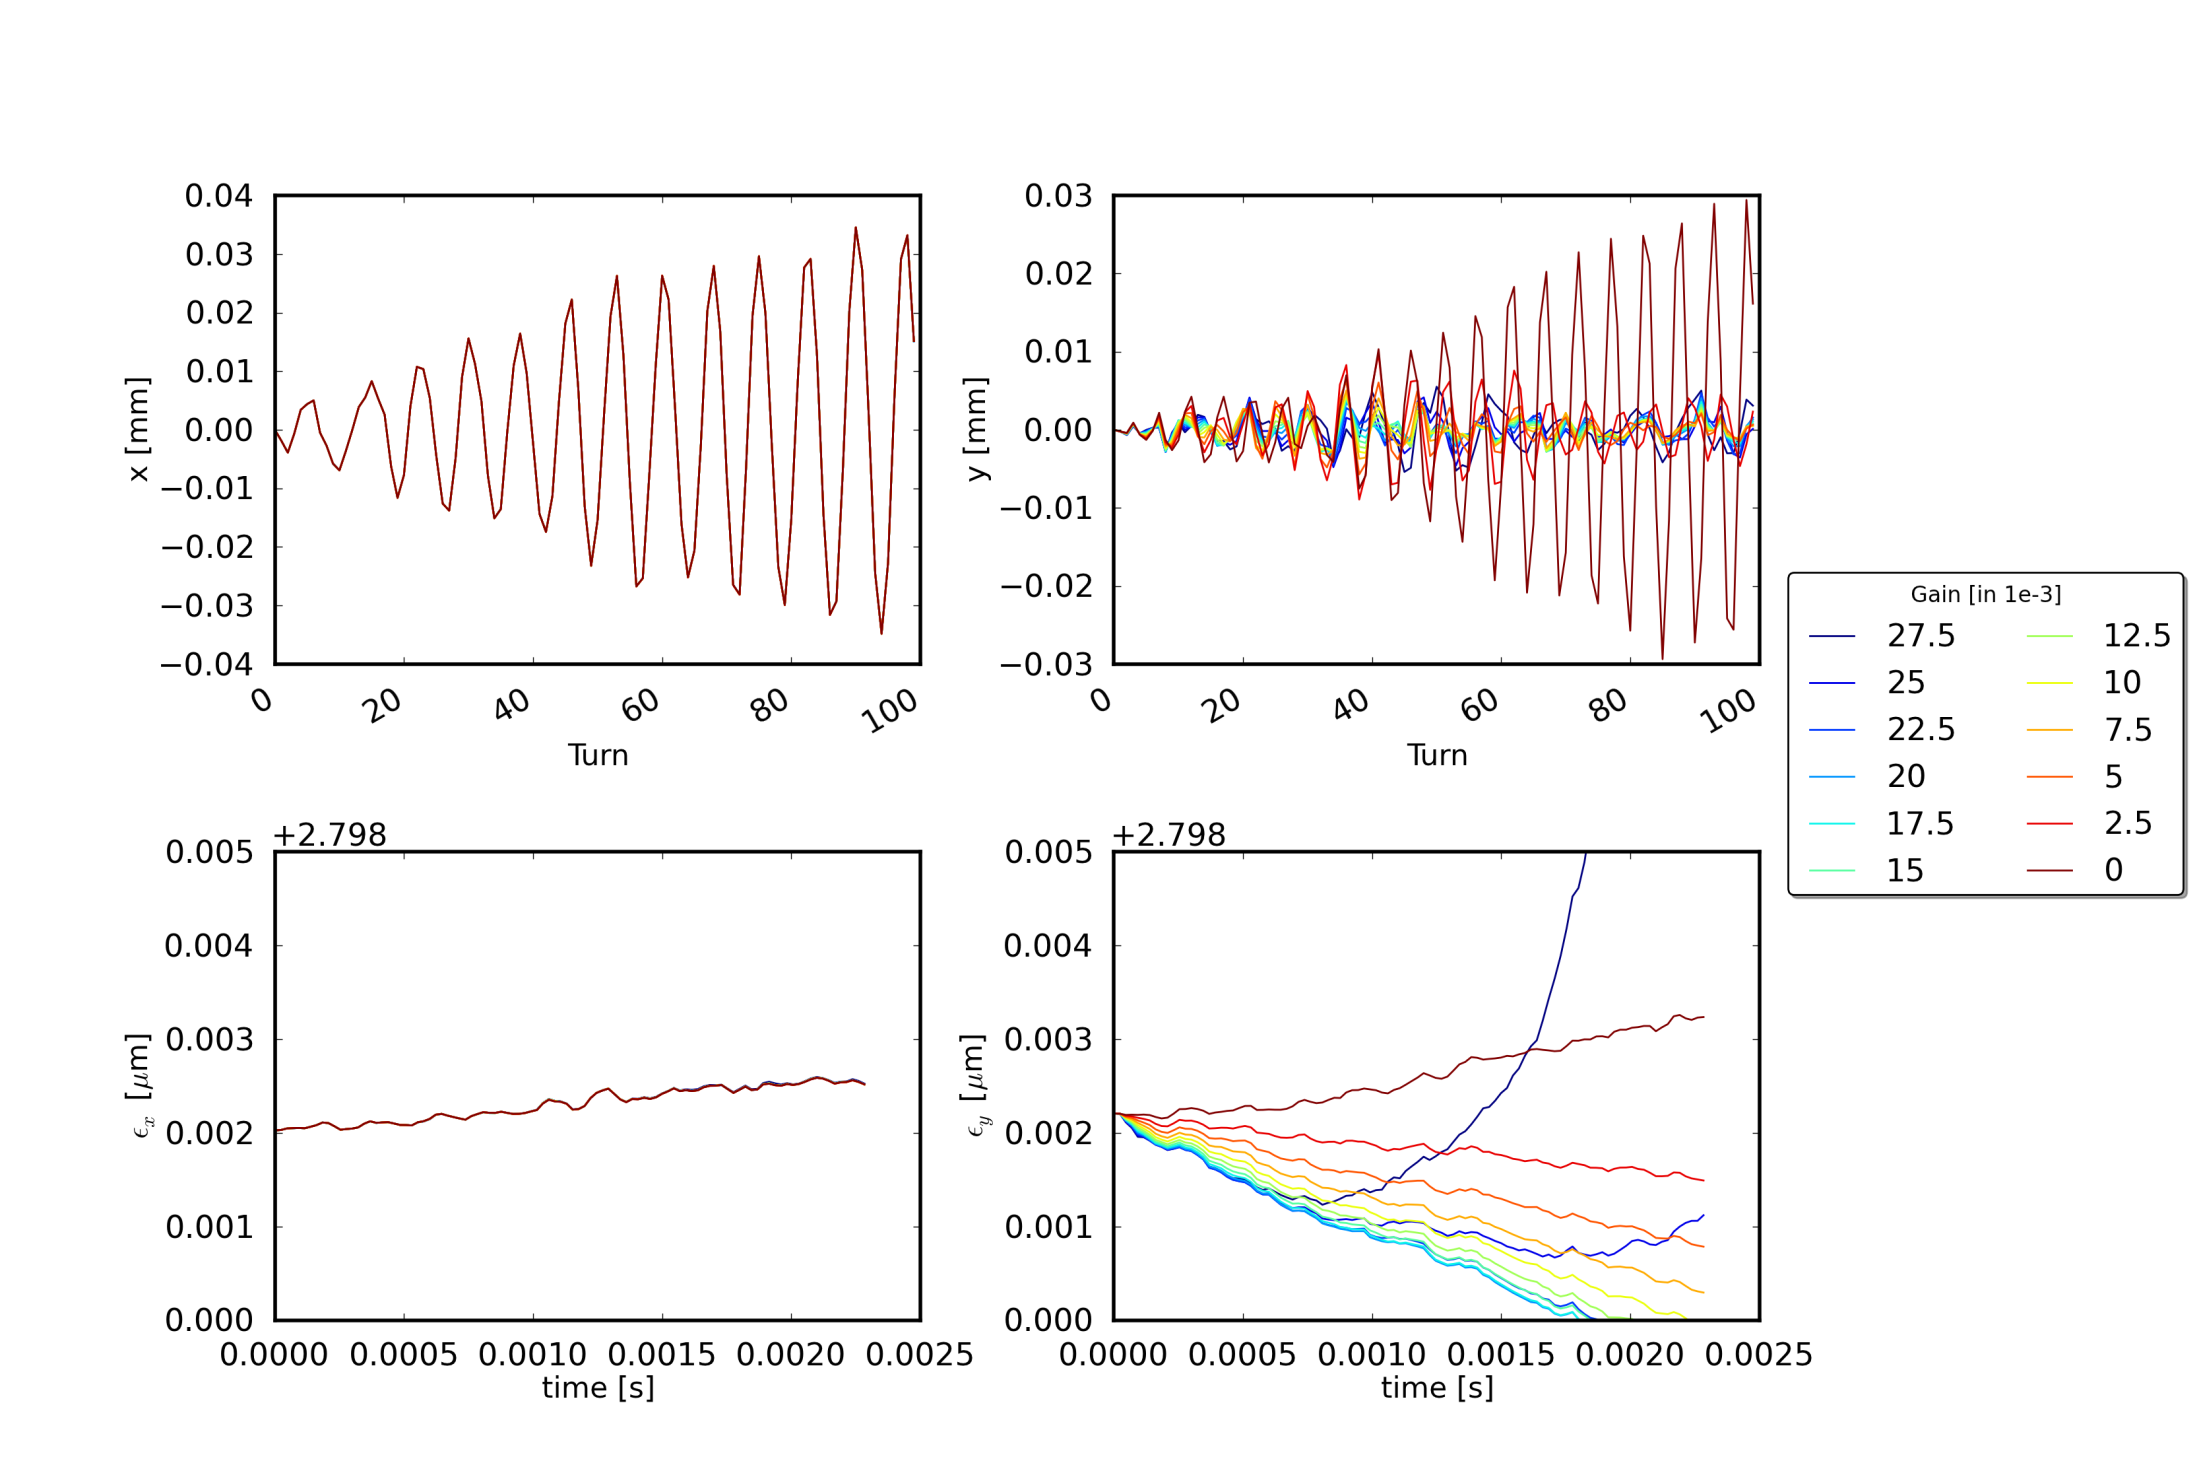 0.04
0.03
0.02
0.01
0.00
−0.01
−0.02
−0.03
−0.04
x [mm]
0 20 40 60 80 100
Turn
0.03
0.02
0.01
0.00
−0.01
−0.02
−0.03
y [mm]
0 20 40 60 80 100
Turn
Gain [in 1e-3]
27.5 12.5
25 10
22.5 7.5
20 5
17.5 2.5
15 0
+2.798
0.005
0.004
0.003
0.002
0.001
0.000
ϵx [μm]
0.0000 0.0005 0.0010 0.0015 0.0020 0.0025
time [s]
+2.798
0.005
0.004
0.003
0.002
0.001
0.000
ϵy [μm]
0.0000 0.0005 0.0010 0.0015 0.0020 0.0025
time [s]